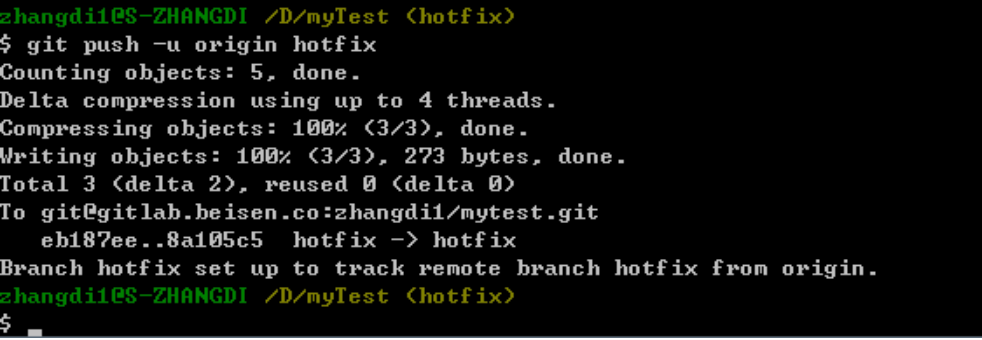 zhangdi1@S-ZHANGDI /D/myTest (hotfix)
$ git push -u origin hotfix
Counting objects: 5, done.
Delta compression using up to 4 threads.
Compressing objects: 100% (3/3), done.
Writing objects: 100% (3/3), 273 bytes, done.
Total 3 (delta 2), reused 0 (delta 0)
To git@gitlab.beisen.co:zhangdi1/mytest.git
   eb187ee..8a105c5  hotfix -> hotfix
Branch hotfix set up to track remote branch hotfix from origin.
zhangdi1@S-ZHANGDI /D/myTest (hotfix)
$ _